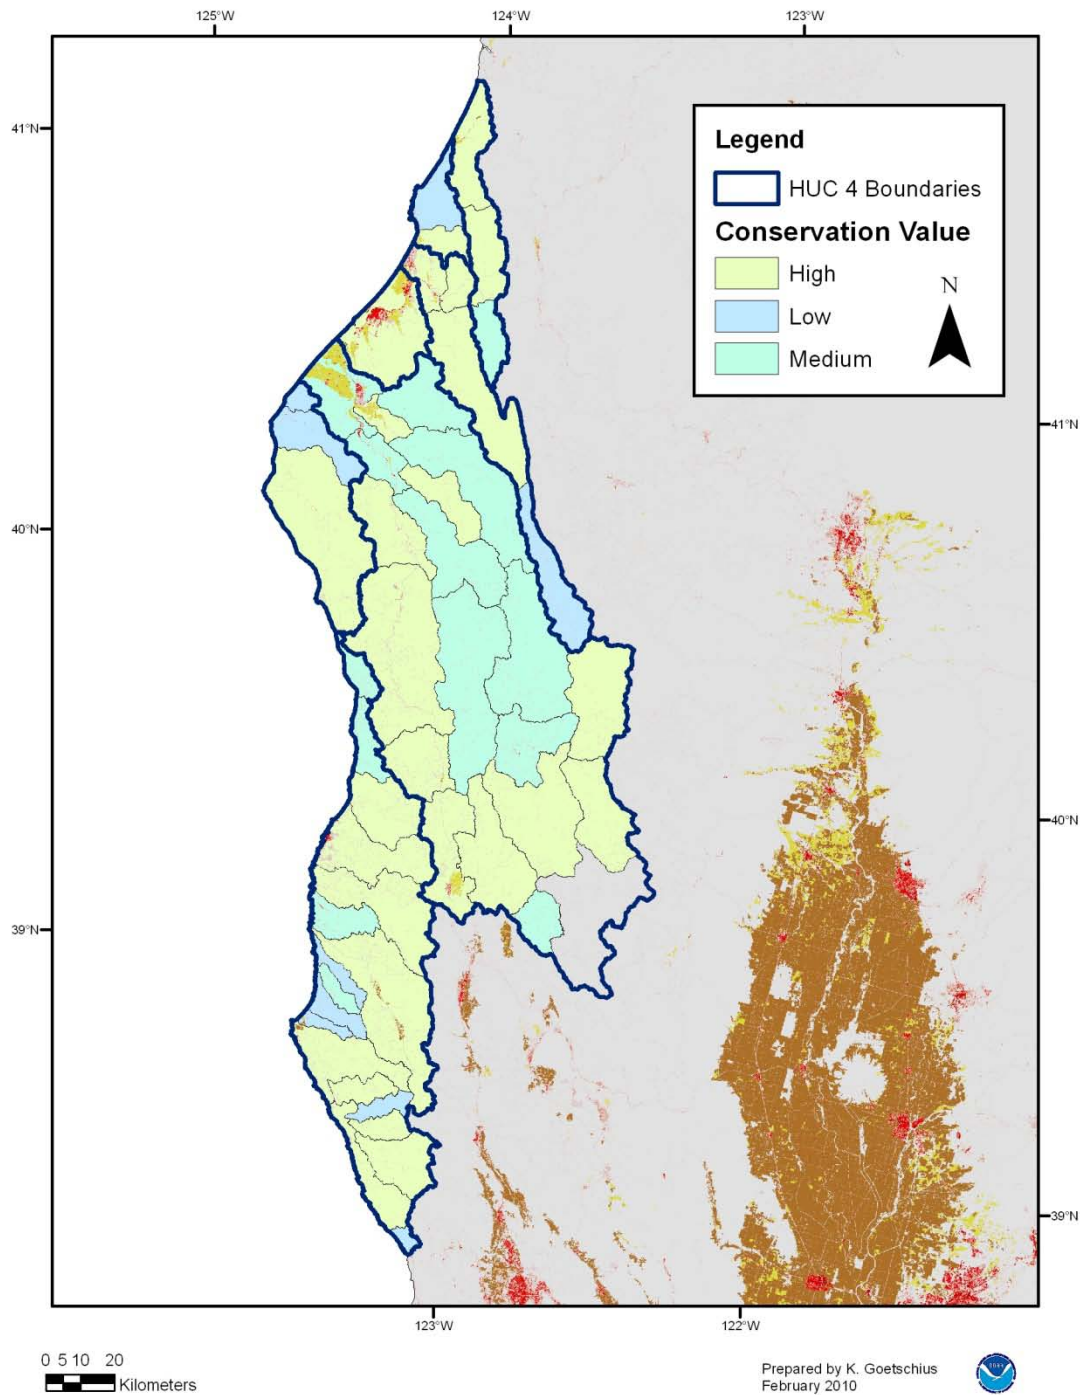 125°W
124°W
123°W
41°N
Legend
HUC 4 Boundaries
Conservation Value
High
Low
Medium
N
41°N
40°N
40°N
39°N
39°N
123°W
122°W
0 5 10 20
Kilometers
Prepared by K. Goetschius
February 2010